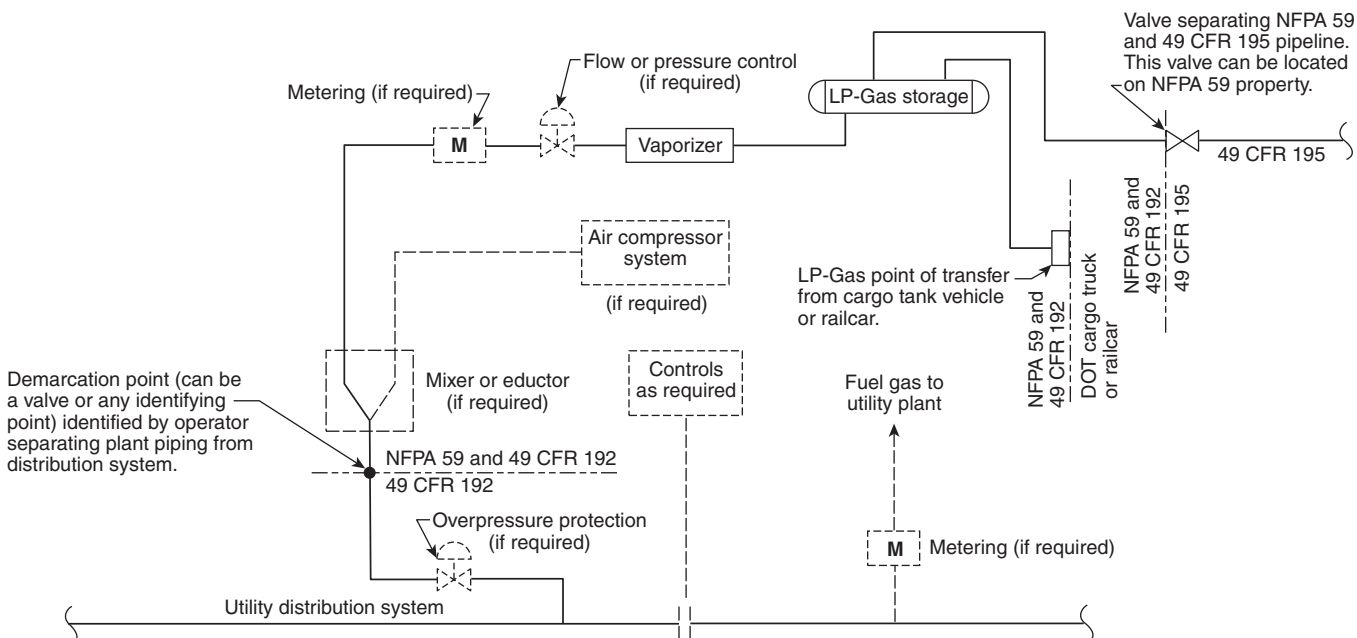 Valve separating NFPA 59
and 49 CFR 195 pipeline.
This valve can be located
on NFPA 59 property.
Flow or pressure control
(if required)
Metering (if required)
LP-Gas storage
M
Vaporizer
49 CFR 195
NFPA 59 and
49 CFR 192
49 CFR 195
Air compressor
system
(if required)
LP-Gas point of transfer
from cargo tank vehicle
or railcar.
NFPA 59 and
49 CFR 192
DOT cargo truck
or railcar
Demarcation point (can be
a valve or any identifying
point) identified by operator
separating plant piping from
distribution system.
Mixer or eductor
(if required)
Controls
as required
Fuel gas to
utility plant
NFPA 59 and 49 CFR 192
49 CFR 192
Overpressure protection
(if required)
M
Metering (if required)
Utility distribution system